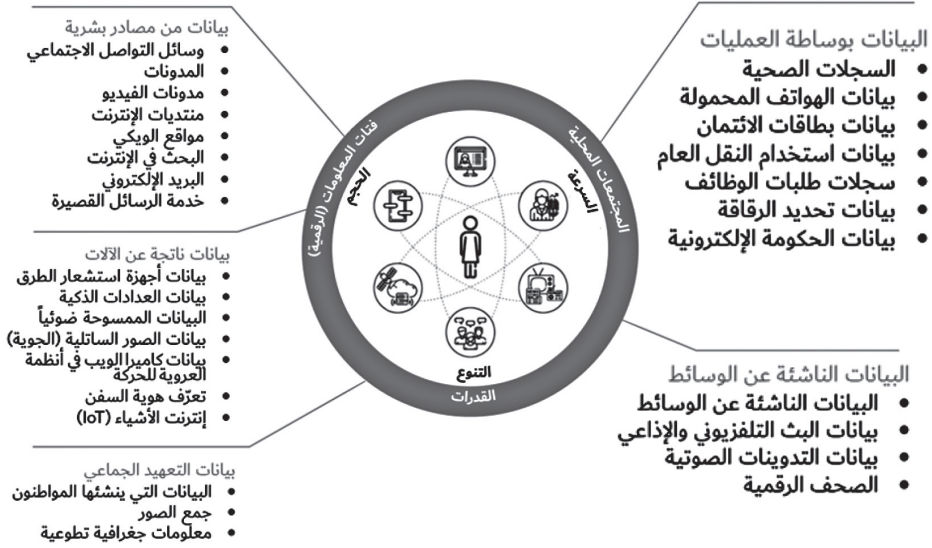 البيانات بوساطة العمليات
• السجلات الصحية
• بيانات الهواتف المحمولة
• بيانات بطاقات الائتمان
• بيانات استخدام النقل العام
• سجلات طلبات الوظائف
• بيانات تحديد الرقاقة
• بيانات الحكومة الإلكترونية
البيانات الناشئة عن الوسائط
• البيانات الناشئة عن الوسائط
• بيانات البث التلفزيوني والإذاعي
• بيانات التدوينات الصوتية
• الصحف الرقمية
المجتمعات المحلية
السرعة
فتات المعلومات (الرقمية)
الحجم
التنوع
القدرات
بيانات من مصادر بشرية
• وسائل التواصل الاجتماعي
• المدونات
• مدونات الفيديو
• منتديات الإنترنت
• مواقع الويكي
• البحث في الإنترنت
• البريد الإلكتروني
• خدمة الرسائل القصيرة
بيانات ناتجة عن الآلات
• بيانات أجهزة استشعار الطرق
• بيانات العدادات الذكية
• البيانات الممسوحة ضوئياً
• بيانات الصور الساتلية (الجوية)
• بيانات كاميرا الويب في أنظمة
العروية للحركة
• تعرّف هوية السفن
• إنترنت الأشياء (IoT)
بيانات التعهيد الجماعي
• البيانات التي ينشئها المواطنون
• جمع الصور
• معلومات جغرافية تطوعية